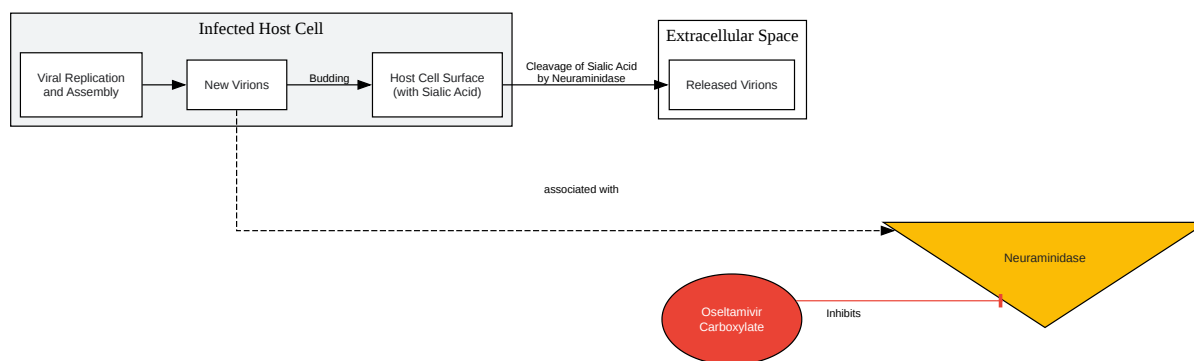 Infected Host Cell
Viral Replication
and Assembly
New Virions
Budding
Host Cell Surface
(with Sialic Acid)
Cleavage of Sialic Acid
by Neuraminidase
Extracellular Space
Released Virions
associated with
Neuraminidase
Oseltamivir
Carboxylate
Inhibits